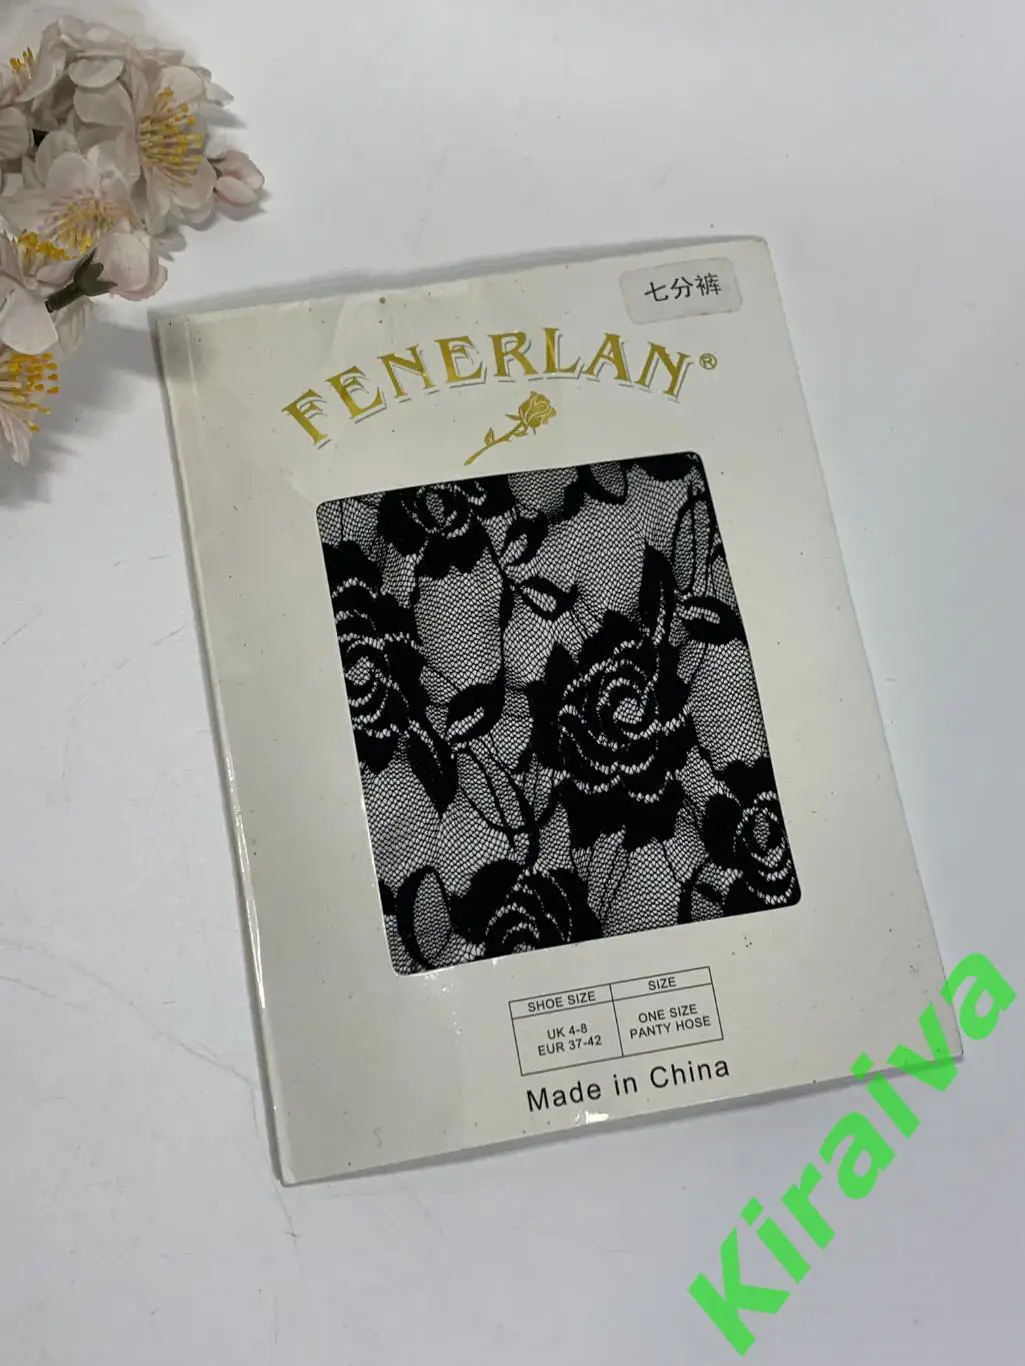 七分裤
FENERLAN®
SHOE SIZE
SIZE
UK 4-8
EUR 37-42
ONE SIZE
PANTY HOSE
Made in China
Kiraiva